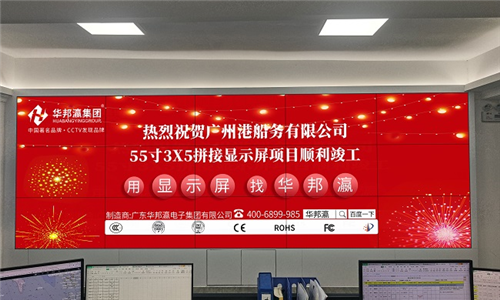 华邦瀛集团
HUABANGYINGGROUP
中国著名品牌·CCTV发现品牌
热烈祝贺广州港船务有限公司
55寸3X5拼接显示屏项目顺利竣工
用显示屏 找华邦瀛
制造商:广东华邦瀛电子集团有限公司 400-6899-985 华邦瀛 百度一下
CE ROHS FC